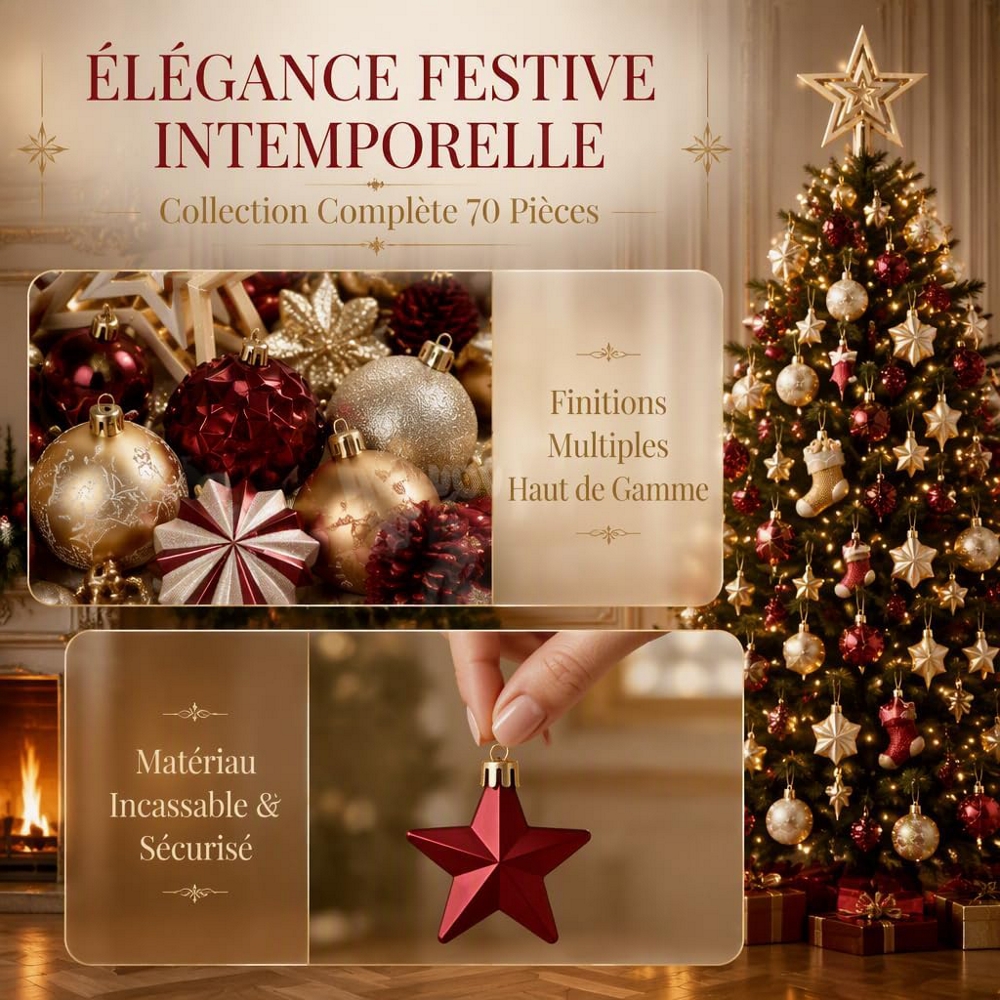 ÉLÉGANCE FESTIVE
INTEMPORELLE
Collection Complète 70 Pièces
Finitions
Multiples
Haut de Gamme
Matériau
Incassable &
Sécurisé